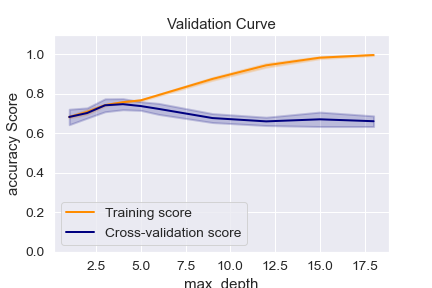 Validation Curve
accuracy Score
1.0
0.8
0.6
0.4
0.2
0.0
Training score
Cross-validation score
2.5 5.0 7.5 10.0 12.5 15.0 17.5
max_depth